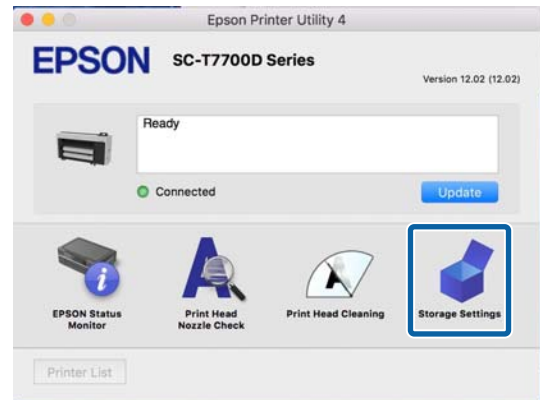 Epson Printer Utility 4
EPSON
SC-T7700D Series
Version 12.02 (12.02)
Ready
Connected
Update
EPSON Status
Monitor
Print Head
Nozzle Check
Print Head Cleaning
Storage Settings
Printer List